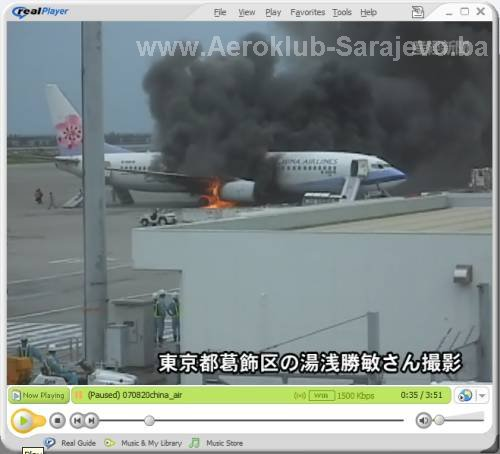 realPlayer
File View Play Favorites Tools Help
www.Aeroklub-Sarajevo.ba
CHINA AIRLINES
東京都葛飾区の湯浅勝敏さん撮影
Now Playing (Paused) 070820china_air WM 1500 Kbps 0:35 / 3:51
Real Guide Music & My Library Music Store
Play